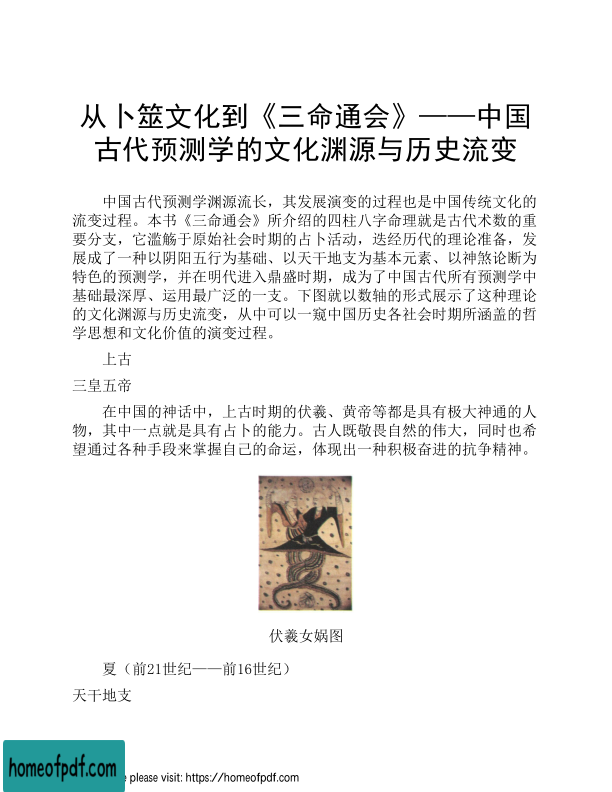 从卜筮文化到《三命通会》——中国
古代预测学的文化渊源与历史流变
中国古代预测学渊源流长，其发展演变的过程也是中国传统文化的
流变过程。本书《三命通会》所介绍的四柱八字命理就是古代术数的重
要分支，它滥觞于原始社会时期的占卜活动，迭经历代的理论准备，发
展成了一种以阴阳五行为基础、以天干地支为基本元素、以神煞论断为
特色的预测学，并在明代进入鼎盛时期，成为了中国古代所有预测学中
基础最深厚、运用最广泛的一支。下图就以数轴的形式展示了这种理论
的文化渊源与历史流变，从中可以一窥中国历史各社会时期所涵盖的哲
学思想和文化价值的演变过程。
上古
三皇五帝
在中国的神话中，上古时期的伏羲、黄帝等都是具有极大神通的人
物，其中一点就是具有占卜的能力。古人既敬畏自然的伟大，同时也希
望通过各种手段来掌握自己的命运，体现出一种积极奋进的抗争精神。
伏羲女娲图
夏（前21世纪——前16世纪）
天干地支
homeofpdf.com
e please visit: https://homeofpdf.com